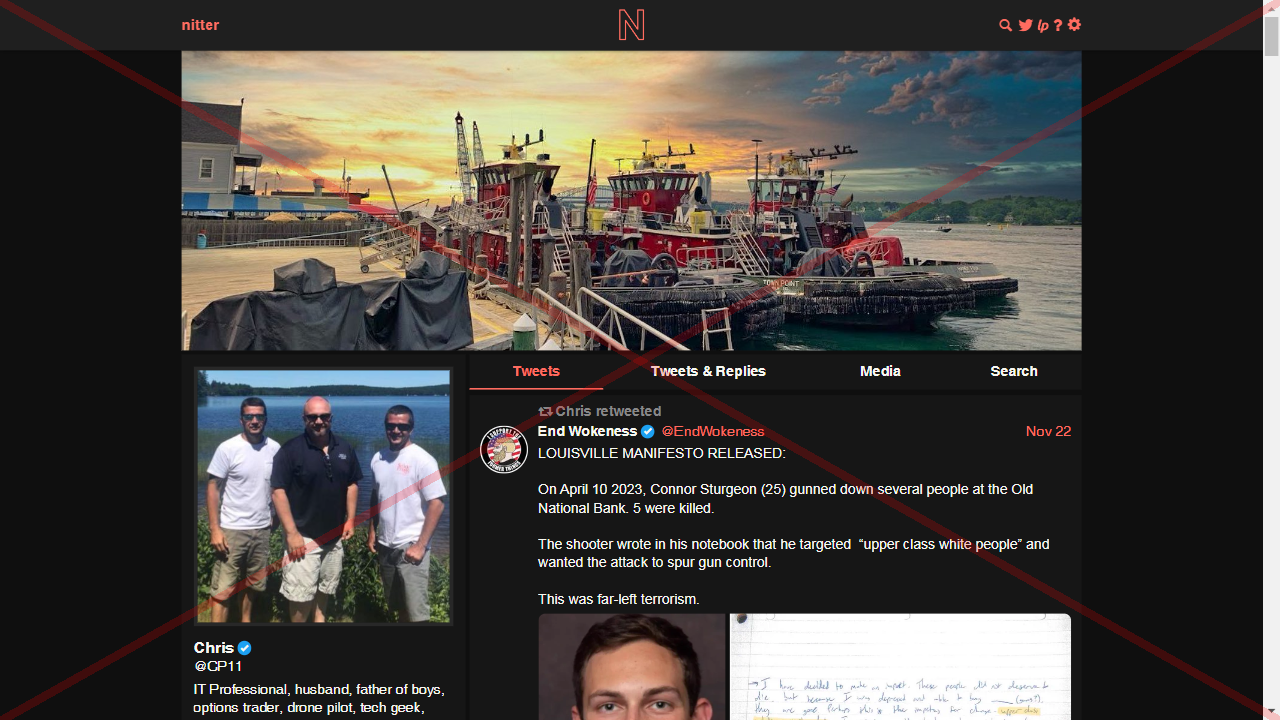 nitter
N
lp ?
TOWN POINT
Tweets
Tweets & Replies
Media
Search
Chris retweeted
End Wokeness @EndWokeness
Nov 22
LOUISVILLE MANIFESTO RELEASED:
On April 10 2023, Connor Sturgeon (25) gunned down several people at the Old
National Bank. 5 were killed.
The shooter wrote in his notebook that he targeted “upper class white people” and
wanted the attack to spur gun control.
This was far-left terrorism.
I have decided to make an impact. These people did not deserve to
die, but because I was depressed and able to buy
upper class
Chris
@CP11
IT Professional, husband, father of boys,
options trader, drone pilot, tech geek,